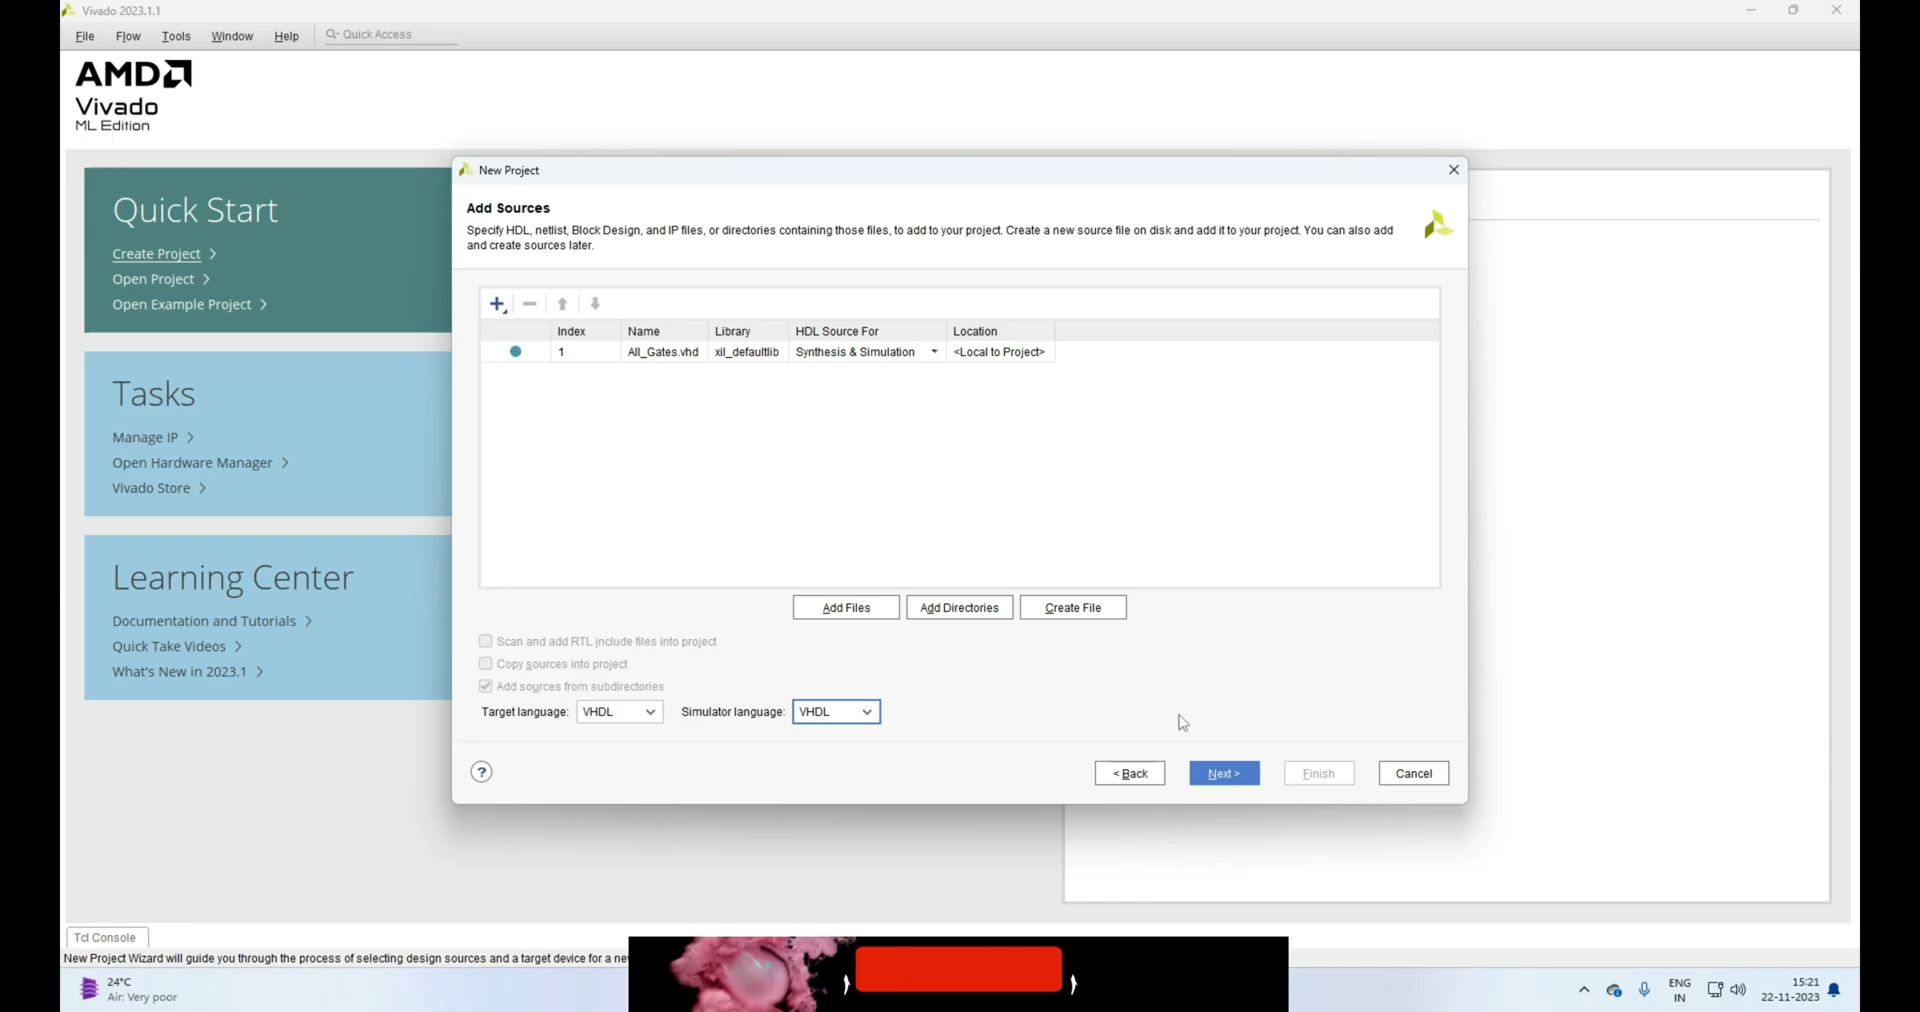 Vivado 2023.1.1
File Flow Tools Window Help Quick Access
AMD
Vivado
ML Edition
Quick Start
Create Project >
Open Project >
Open Example Project >
Tasks
Manage IP >
Open Hardware Manager >
Vivado Store >
Learning Center
Documentation and Tutorials >
Quick Take Videos >
What's New in 2023.1 >
New Project
Add Sources
Specify HDL, netlist, Block Design, and IP files, or directories containing those files, to add to your project. Create a new source file on disk and add it to your project. You can also add
and create sources later.
Index Name Library HDL Source For Location
1 All_Gates.vhd xil_defaultlib Synthesis & Simulation <Local to Project>
Add Files Add Directories Create File
Scan and add RTL include files into project
Copy sources into project
Add sources from subdirectories
Target language: VHDL Simulator language: VHDL
? < Back Next > Finish Cancel
Tcl Console
New Project Wizard will guide you through the process of selecting design sources and a target device for a ne
24°C
Air: Very poor
ENG
IN
15:21
22-11-2023